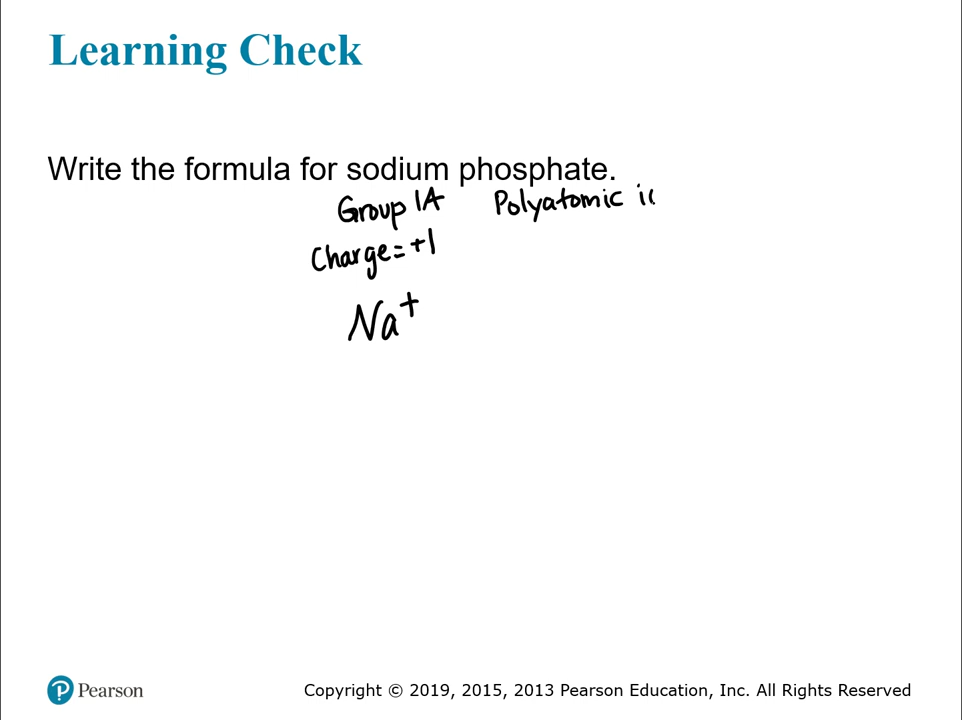 Learning Check
Write the formula for sodium phosphate.
Group 1A Polyatomic
Charge = +1
Na⁺
Pearson
Copyright © 2019, 2015, 2013 Pearson Education, Inc. All Rights Reserved